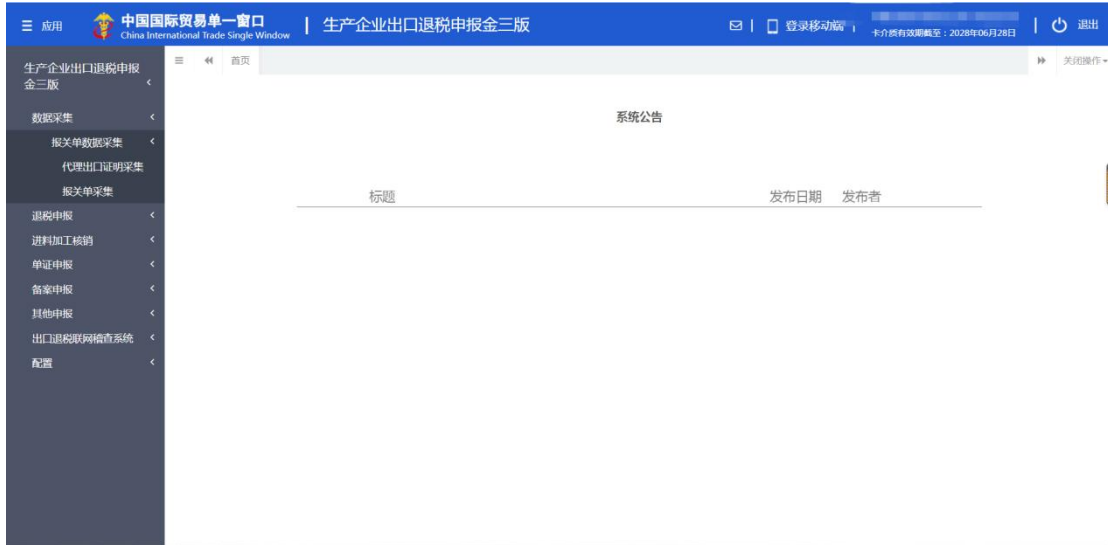 应用
中国国际贸易单一窗口
China International Trade Single Window
生产企业出口退税申报金三版
登录移动端
卡介质有效期截至：2028年06月28日
退出
生产企业出口退税申报
金三版
首页
关闭操作
数据采集
报关单数据采集
代理出口证明采集
报关单采集
退税申报
进料加工核销
单证申报
备案申报
其他申报
出口退税联网稽查系统
配置
系统公告
标题 发布日期 发布者